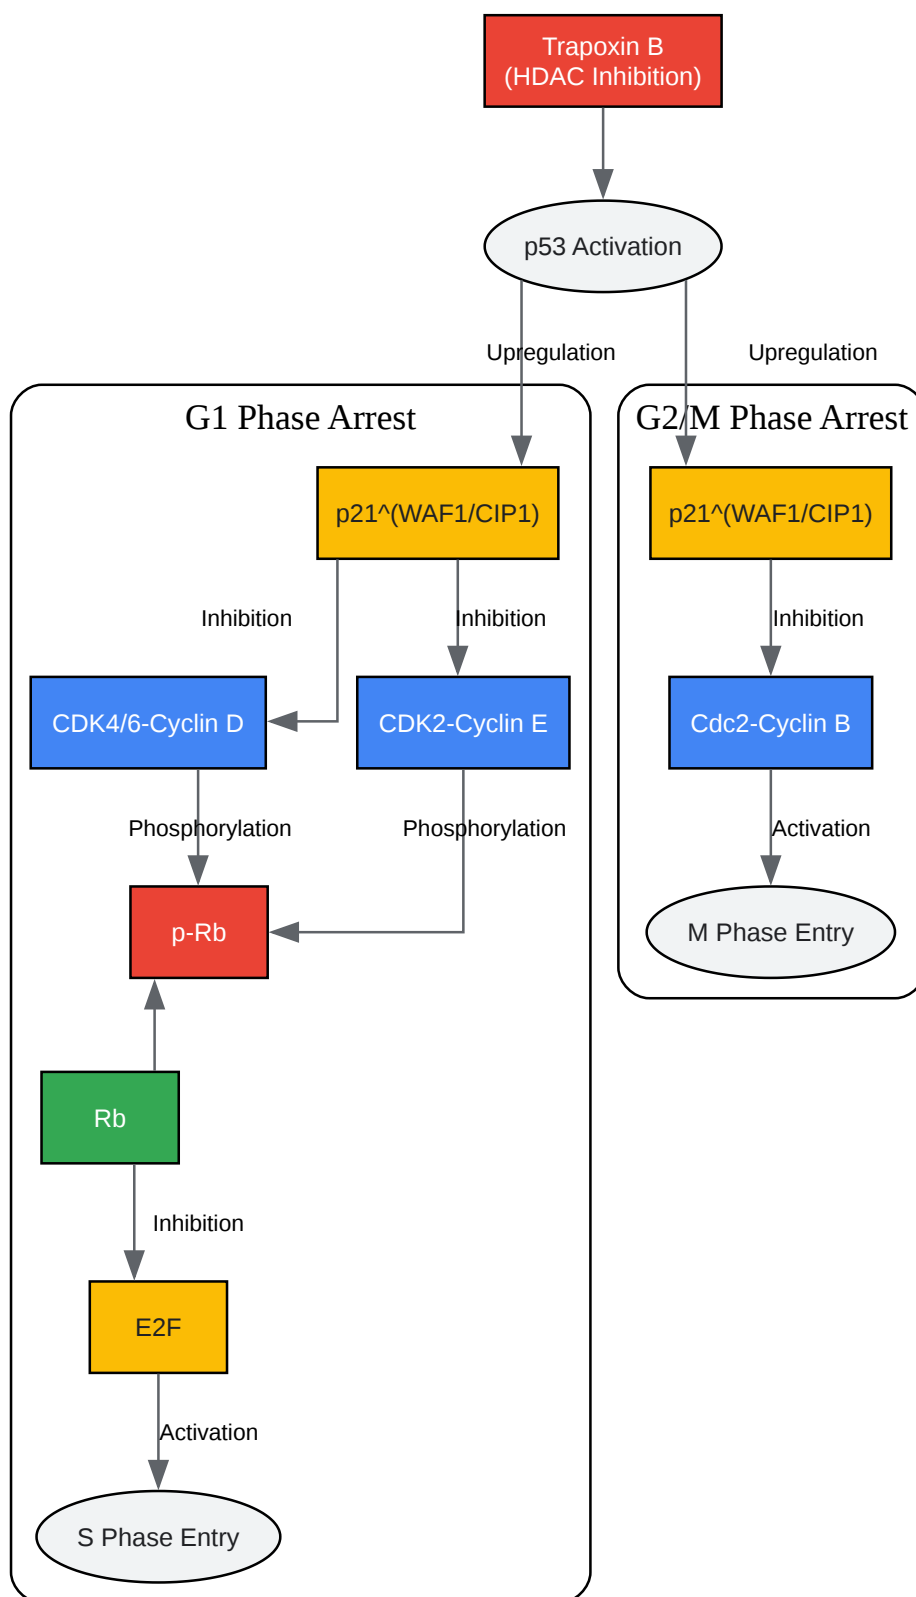 Trapoxin B
(HDAC Inhibition)
p53 Activation
Upregulation
Upregulation
G1 Phase Arrest
G2/M Phase Arrest
p21^(WAF1/CIP1)
p21^(WAF1/CIP1)
Inhibition
Inhibition
Inhibition
CDK4/6-Cyclin D
CDK2-Cyclin E
Cdc2-Cyclin B
Phosphorylation
Phosphorylation
Activation
p-Rb
M Phase Entry
Rb
Inhibition
E2F
Activation
S Phase Entry